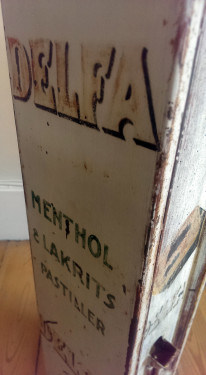 DELFA
MENTHOL
& LAKRITS
PASTILLER